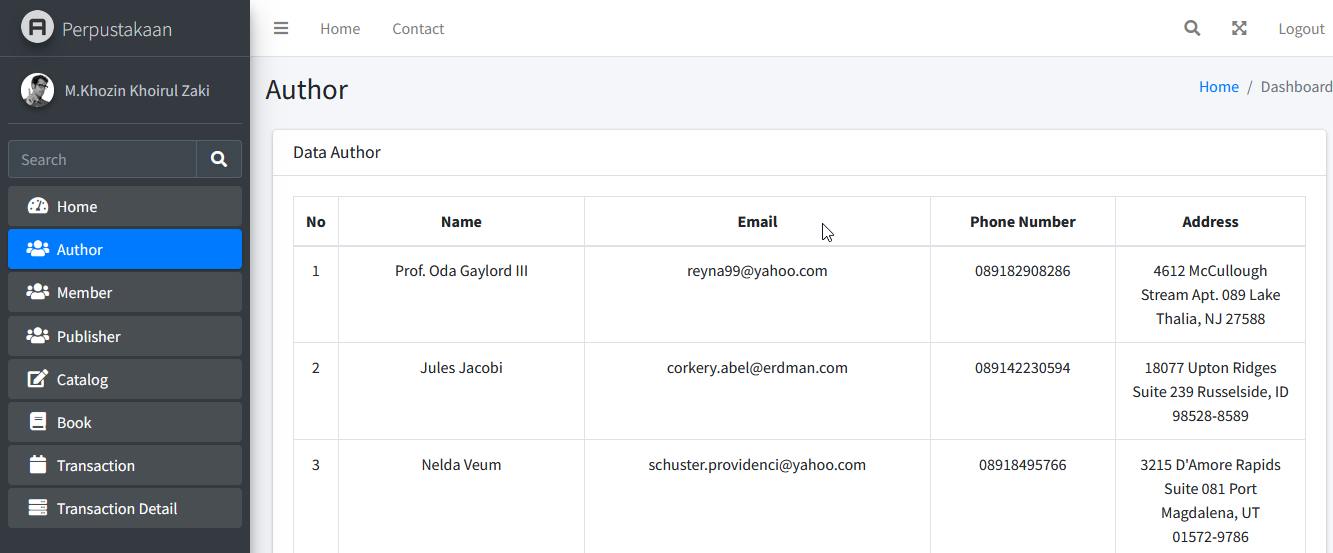 Perpustakaan
Home Contact Logout
M.Khozin Khoirul Zaki
Search
Home
Author
Member
Publisher
Catalog
Book
Transaction
Transaction Detail
Author
Home / Dashboard
Data Author
No Name Email Phone Number Address
1 Prof. Oda Gaylord III reyna99@yahoo.com 089182908286 4612 McCullough
Stream Apt. 089 Lake
Thalia, NJ 27588
2 Jules Jacobi corkery.abel@erdman.com 089142230594 18077 Upton Ridges
Suite 239 Russelside, ID
98528-8589
3 Nelda Veum schuster.providenci@yahoo.com 08918495766 3215 D'Amore Rapids
Suite 081 Port
Magdalena, UT
01572-9786